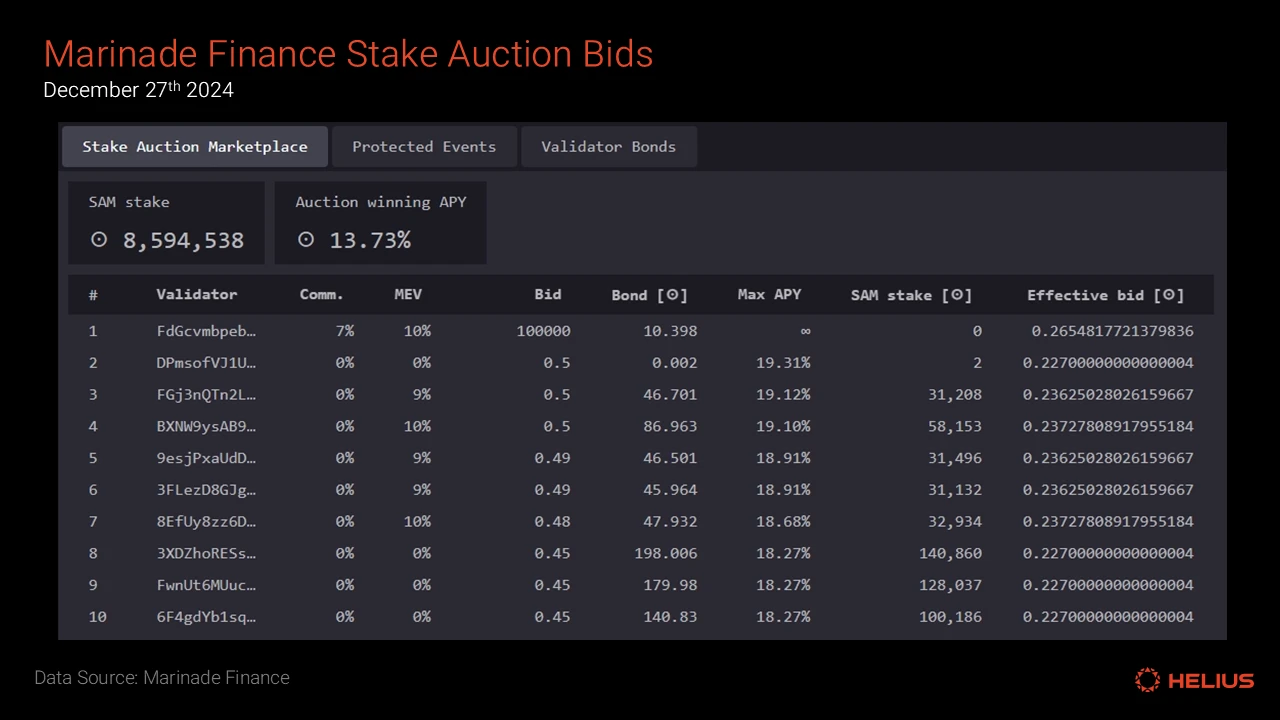 Marinade Finance Stake Auction Bids
December 27th 2024
Stake Auction Marketplace Protected Events Validator Bonds
SAM stake Auction winning APY
8,594,538 13.73%
# Validator Comm. MEV Bid Bond [⊙] Max APY SAM stake [⊙] Effective bid [⊙]
1 FdGcvmbpeb… 7% 10% 100000 10.398 ∞ 0 0.2654817721379836
2 DPmsofVJ1U… 0% 0% 0.5 0.002 19.31% 2 0.22700000000000004
3 FGj3nQTn2L… 0% 9% 0.5 46.701 19.12% 31,208 0.23625028026159667
4 BXNW9ysAB9… 0% 10% 0.5 86.963 19.10% 58,153 0.23727808917955184
5 9esjPxaUdD… 0% 9% 0.49 46.501 18.91% 31,496 0.23625028026159667
6 3FLezD8GJg… 0% 9% 0.49 45.964 18.91% 31,132 0.23625028026159667
7 8EfUy8zz6D… 0% 10% 0.48 47.932 18.68% 32,934 0.23727808917955184
8 3XDZhoRESs… 0% 0% 0.45 198.006 18.27% 140,860 0.22700000000000004
9 FwnUt6MUuc… 0% 0% 0.45 179.98 18.27% 128,037 0.22700000000000004
10 6F4gdYb1sq… 0% 0% 0.45 140.83 18.27% 100,186 0.22700000000000004
Data Source: Marinade Finance
HELIUS